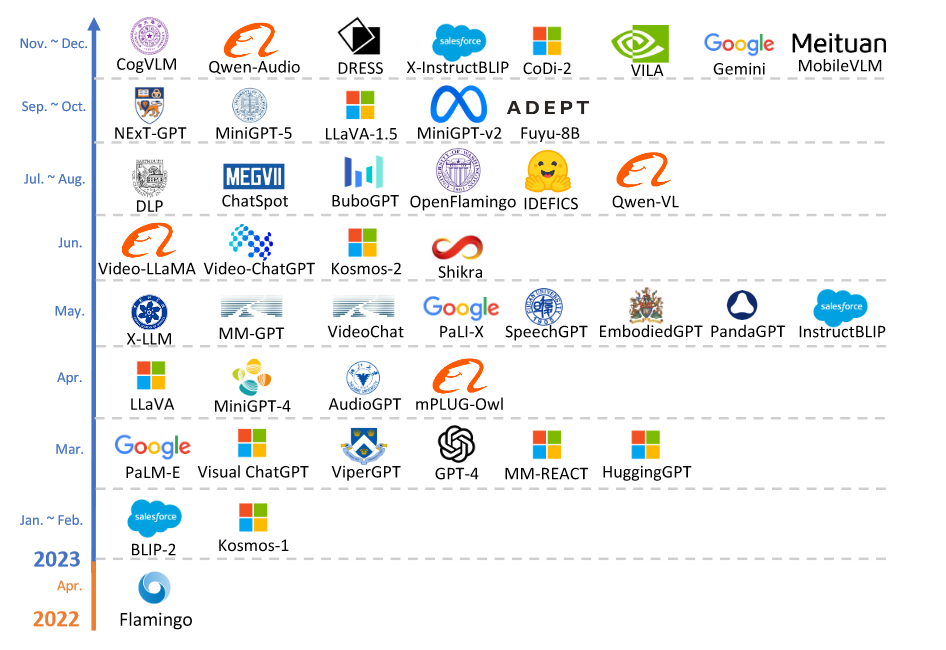 Nov. ~ Dec.
salesforce
Google
Meituan
CogVLM
Qwen-Audio
DRESS
X-InstructBLIP
CoDi-2
VILA
Gemini
MobileVLM
Sep. ~ Oct.
ADEPT
NExT-GPT
MiniGPT-5
LLaVA-1.5
MiniGPT-v2
Fuyu-8B
Jul. ~ Aug.
MEGVII
DLP
ChatSpot
BuboGPT
OpenFlamingo
IDEFICS
Qwen-VL
Jun.
Video-LLaMA
Video-ChatGPT
Kosmos-2
Shikra
May.
Google
salesforce
X-LLM
MM-GPT
VideoChat
PaLI-X
SpeechGPT
EmbodiedGPT
PandaGPT
InstructBLIP
Apr.
LLaVA
MiniGPT-4
AudioGPT
mPLUG-Owl
Mar.
Google
PaLM-E
Visual ChatGPT
ViperGPT
GPT-4
MM-REACT
HuggingGPT
Jan. ~ Feb.
salesforce
BLIP-2
Kosmos-1
2023
Apr.
2022
Flamingo